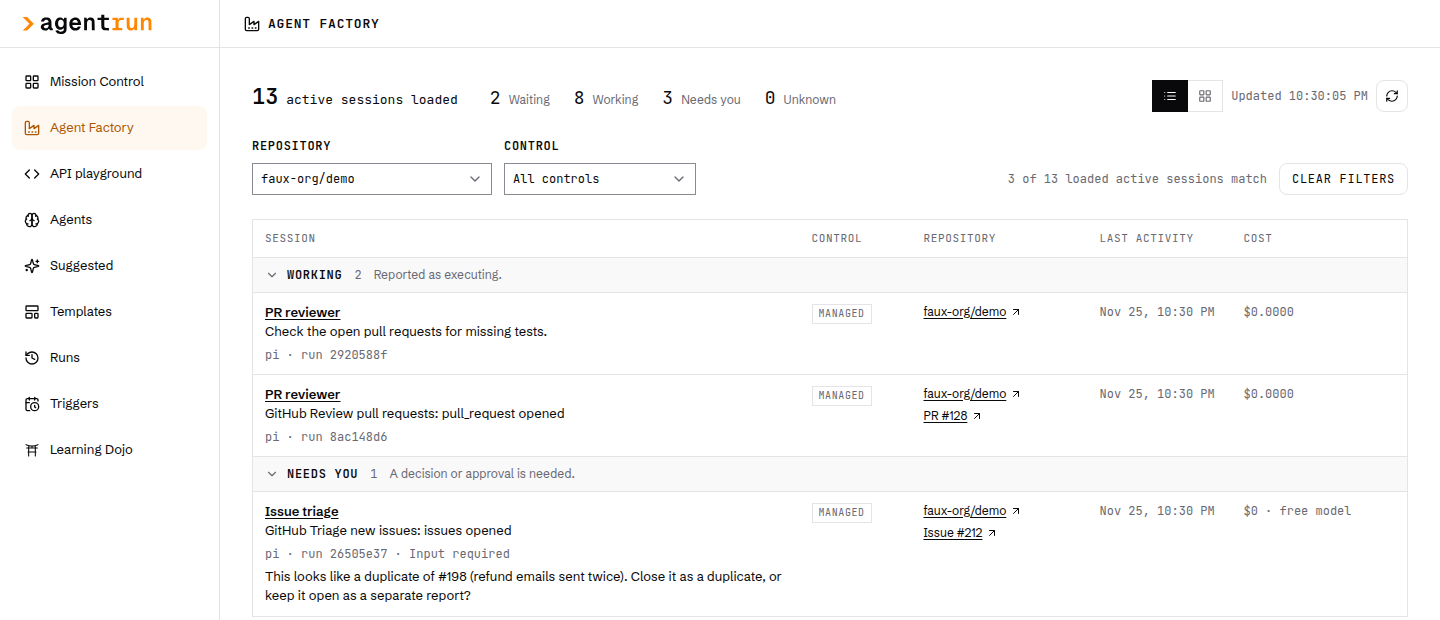 agentrun
AGENT FACTORY
Mission Control
Agent Factory
API playground
Agents
Suggested
Templates
Runs
Triggers
Learning Dojo
13 active sessions loaded 2 Waiting 8 Working 3 Needs you 0 Unknown
Updated 10:30:05 PM
REPOSITORY CONTROL
faux-org/demo All controls
3 of 13 loaded active sessions match CLEAR FILTERS
SESSION CONTROL REPOSITORY LAST ACTIVITY COST
WORKING 2 Reported as executing.
PR reviewer MANAGED faux-org/demo Nov 25, 10:30 PM $0.0000
Check the open pull requests for missing tests.
pi · run 2920588f
PR reviewer MANAGED faux-org/demo Nov 25, 10:30 PM $0.0000
GitHub Review pull requests: pull_request opened PR #128
pi · run 8ac148d6
NEEDS YOU 1 A decision or approval is needed.
Issue triage MANAGED faux-org/demo Nov 25, 10:30 PM $0 · free model
GitHub Triage new issues: issues opened Issue #212
pi · run 26505e37 · Input required
This looks like a duplicate of #198 (refund emails sent twice). Close it as a duplicate, or
keep it open as a separate report?